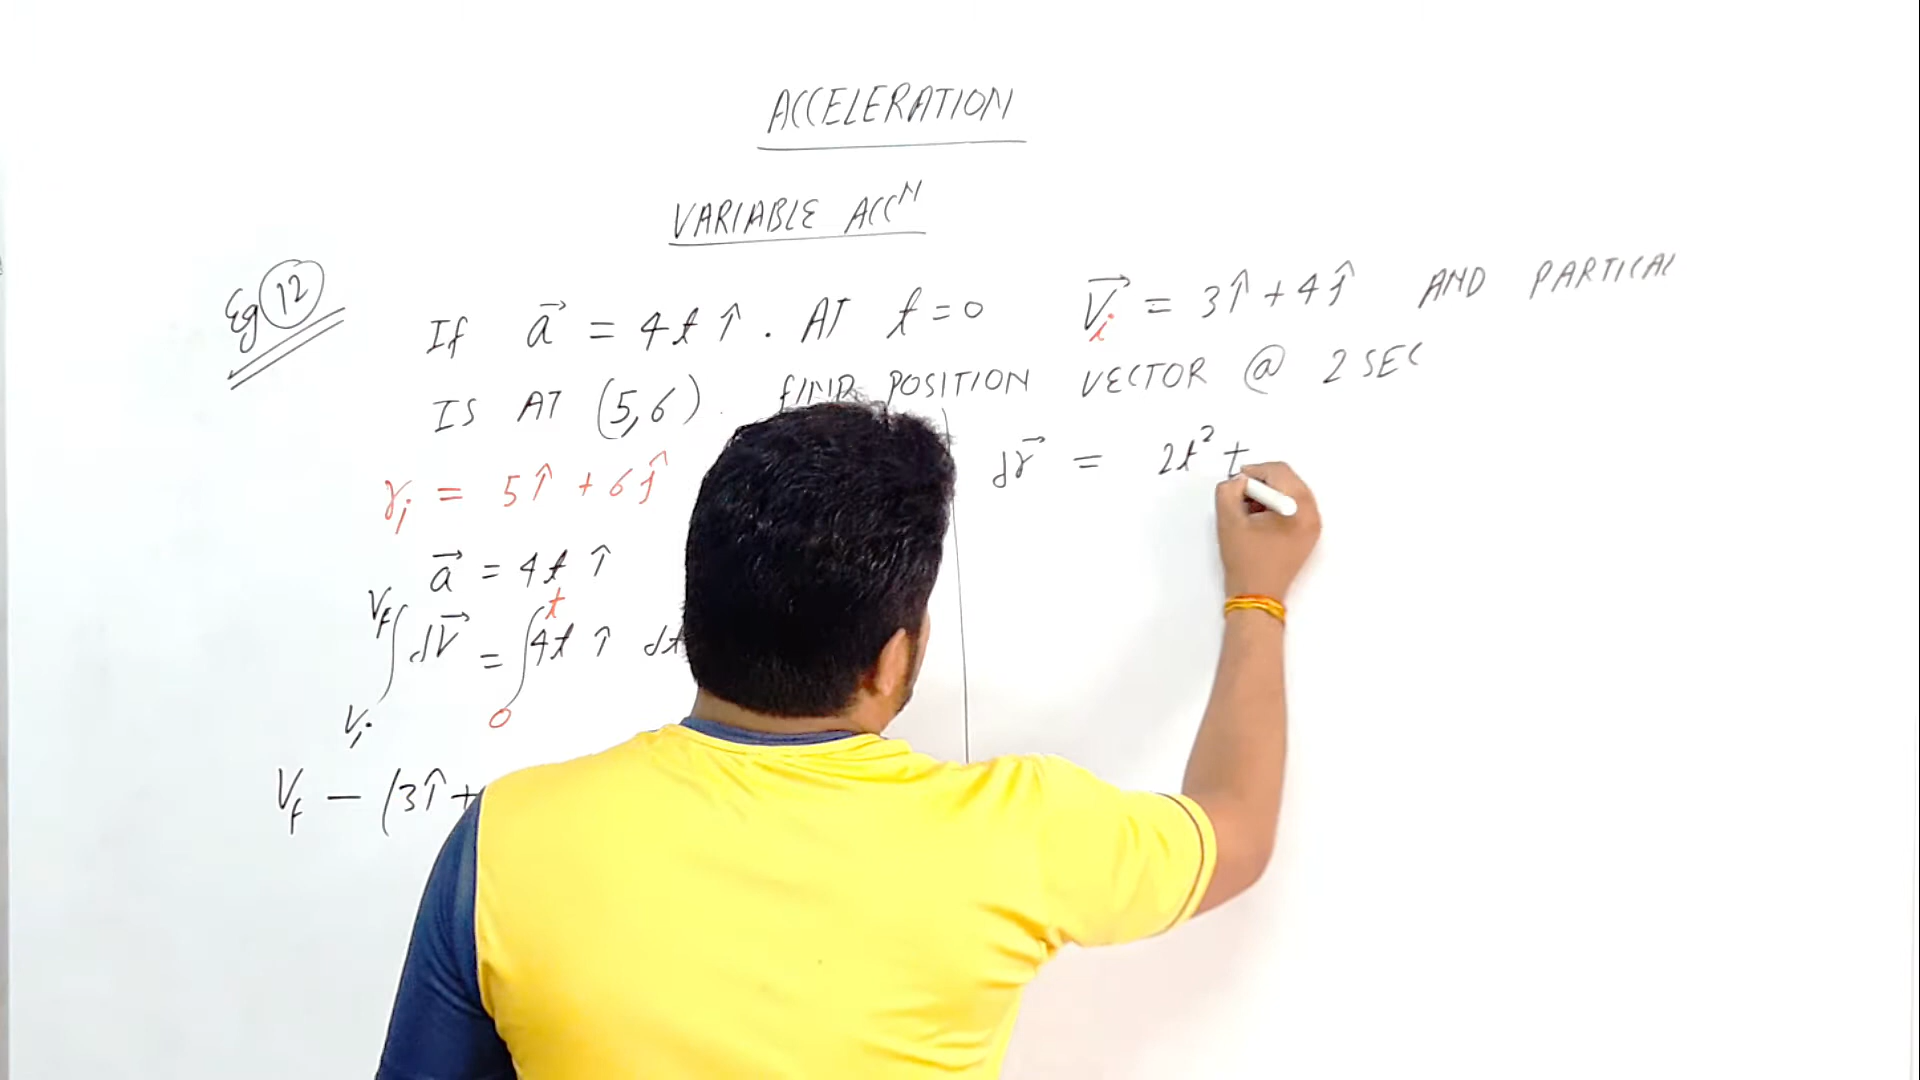 ACCELERATION
VARIABLE ACCᴺ
Eg 12
If a⃗ = 4t î . AT t=0 V⃗ᵢ = 3î + 4ĵ AND PARTICAL
IS AT (5,6). FIND POSITION VECTOR @ 2 SEC
rᵢ = 5î + 6ĵ
a⃗ = 4t î
∫ᵥᵢ^Vf dV⃗ = ∫₀ᵗ 4t î dt
Vf − (3î +
dr⃗ = 2t² +